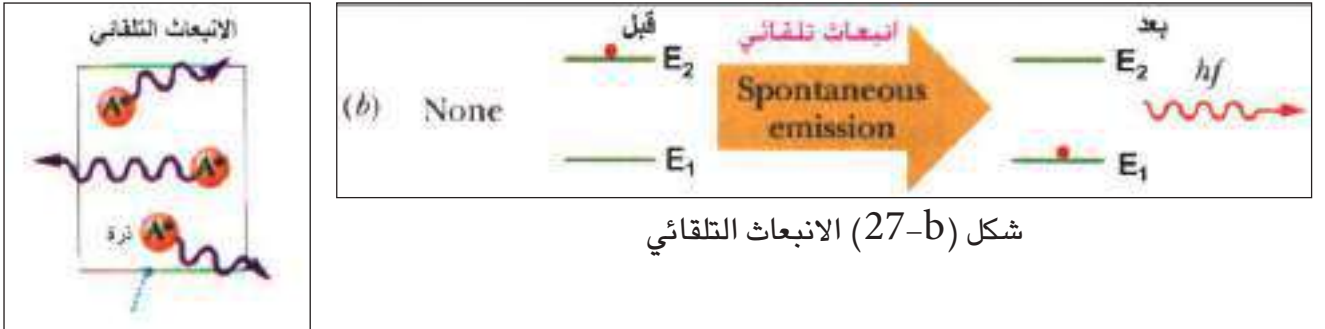 الانبعاث التلقائي
A*
A*
ذرة A*
(b) None
قبل
E₂
E₁
انبعاث تلقائي
Spontaneous
emission
بعد
E₂
hf
E₁
شكل (27-b) الانبعاث التلقائي